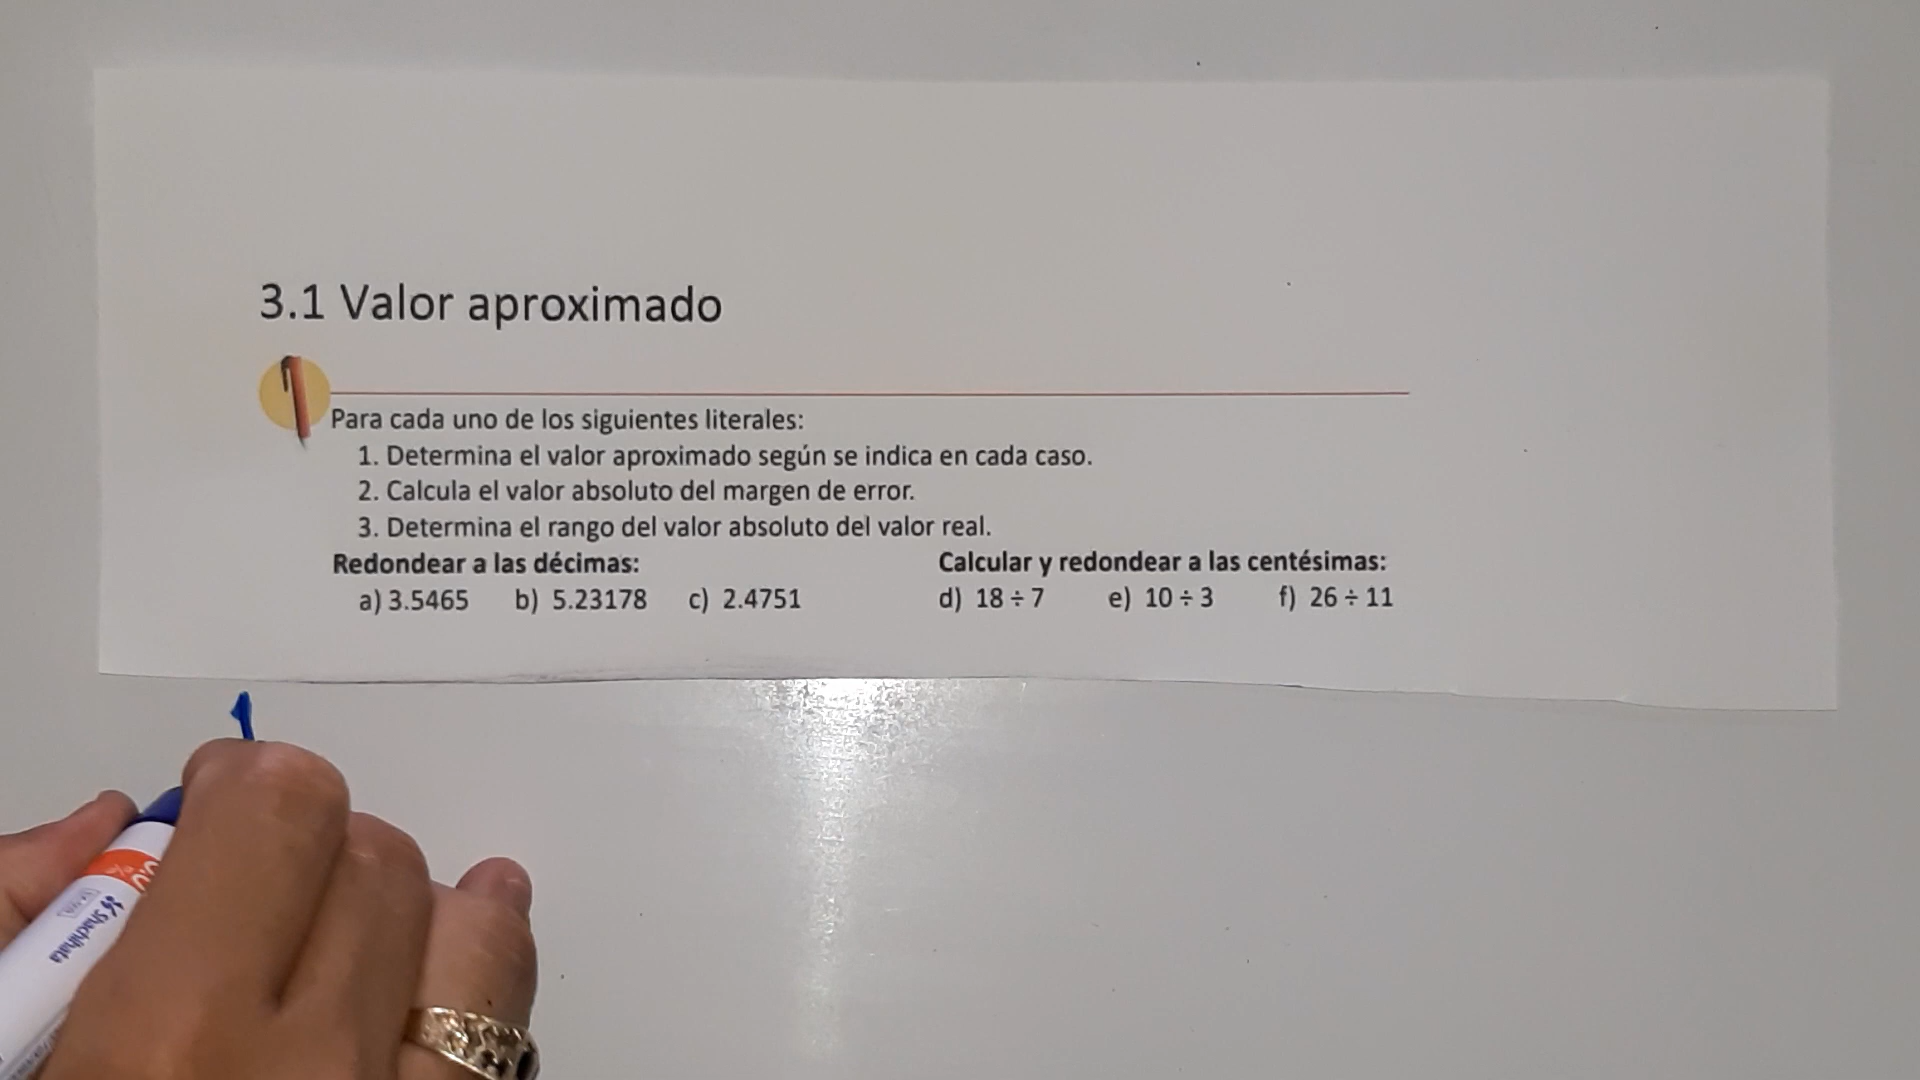 3.1 Valor aproximado
Para cada uno de los siguientes literales:
1. Determina el valor aproximado según se indica en cada caso.
2. Calcula el valor absoluto del margen de error.
3. Determina el rango del valor absoluto del valor real.
Redondear a las décimas: Calcular y redondear a las centésimas:
a) 3.5465 b) 5.23178 c) 2.4751 d) 18 ÷ 7 e) 10 ÷ 3 f) 26 ÷ 11
Shachihata